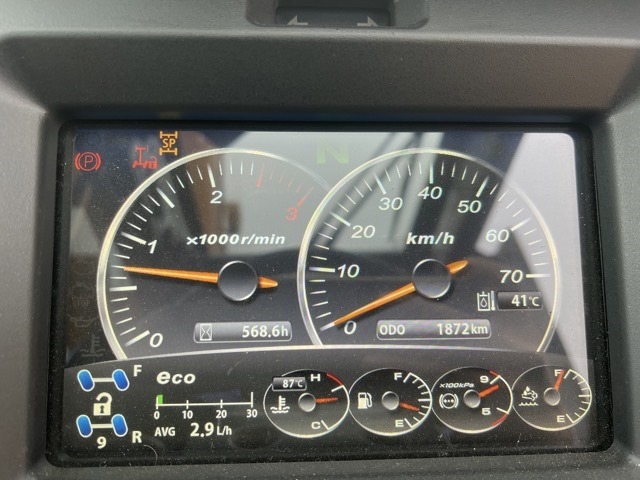 SP
P
N
0 1 2 3
x1000r/min
568,6h
0 10 20 30 40 50 60 70
km/h
41°C
ODO 1872km
F
R
9
eco
0 10 20 30
AVG 2.9L/h
87°C
H
C
F
E
x100kPa
9
5
F
E